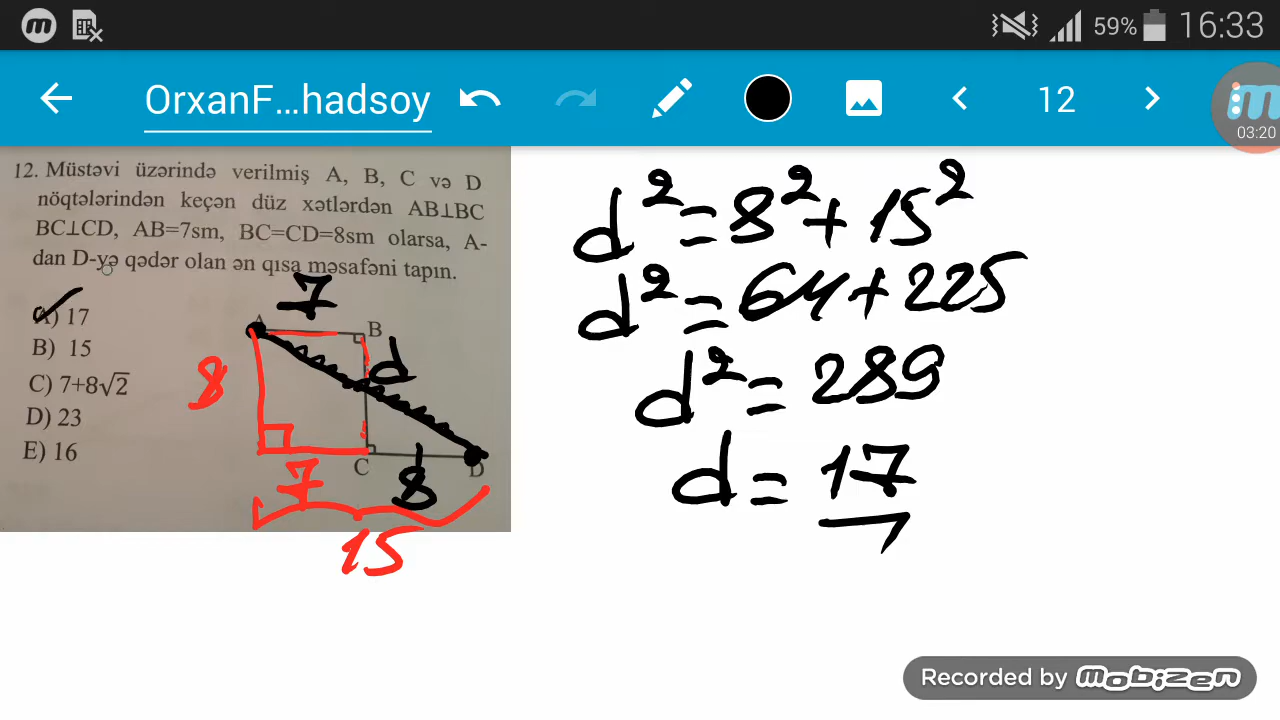 59% 16:33
OrxanF...hadsoy 12
03:20
12. Müstəvi üzərində verilmiş A, B, C və D
nöqtələrindən keçən düz xətlərdən AB⊥BC
BC⊥CD, AB=7sm, BC=CD=8sm olarsa, A-
dan D-yə qədər olan ən qısa məsafəni tapın.
A) 17
B) 15
C) 7+8√2
D) 23
E) 16
7
A B
d
8
C D
7 8
15
d²=8²+15²
d²=64+225
d²=289
d=17
Recorded by mobizen